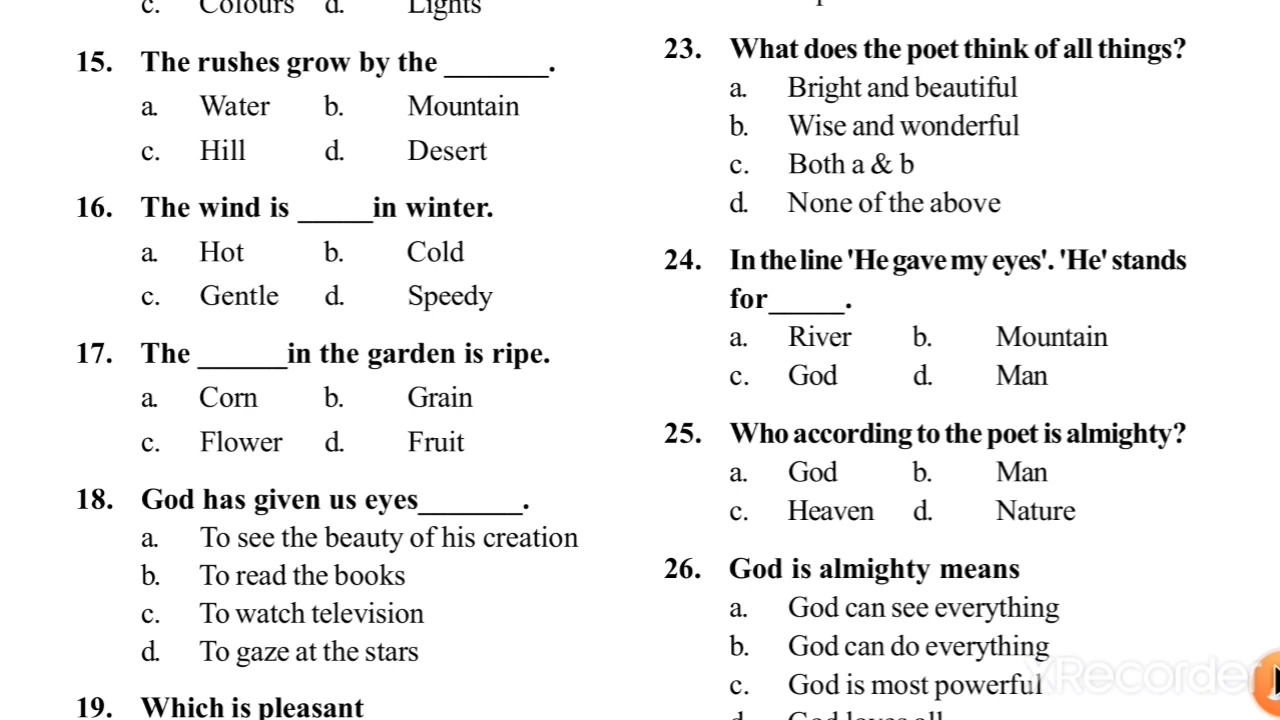 c. Colours d. Lights
15. The rushes grow by the _______.
a. Water b. Mountain
c. Hill d. Desert
16. The wind is _____in winter.
a. Hot b. Cold
c. Gentle d. Speedy
17. The ______in the garden is ripe.
a. Corn b. Grain
c. Flower d. Fruit
18. God has given us eyes_______.
a. To see the beauty of his creation
b. To read the books
c. To watch television
d. To gaze at the stars
19. Which is pleasant
23. What does the poet think of all things?
a. Bright and beautiful
b. Wise and wonderful
c. Both a & b
d. None of the above
24. In the line 'He gave my eyes'. 'He' stands
for_____.
a. River b. Mountain
c. God d. Man
25. Who according to the poet is almighty?
a. God b. Man
c. Heaven d. Nature
26. God is almighty means
a. God can see everything
b. God can do everything
c. God is most powerful
d. God loves all
XRecorder